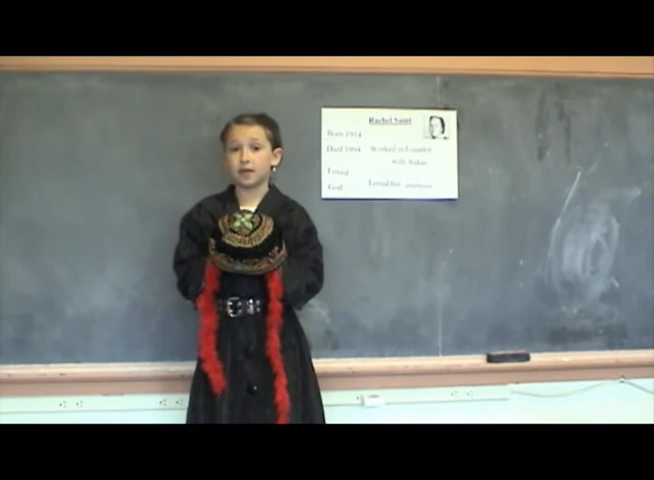 Rachel Saint
Born 1914
Died 1994 Worked in Ecuador
with Aukas
Loved
God Loved her enemies